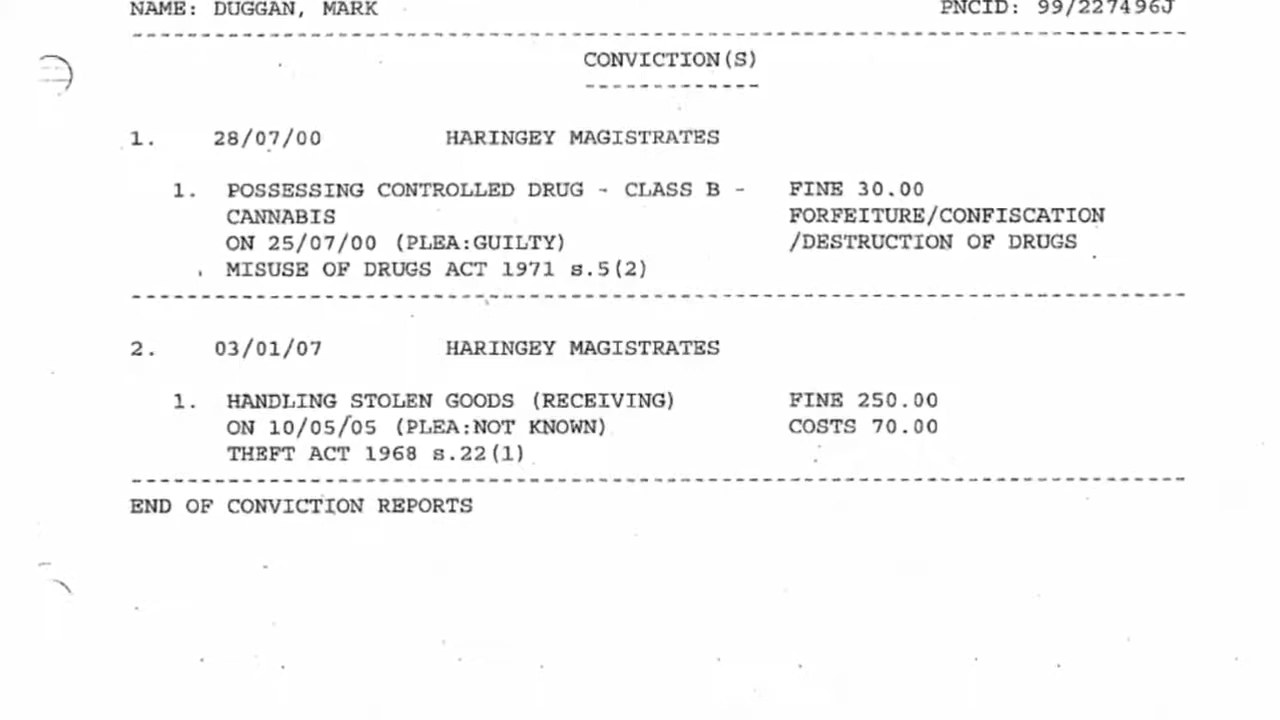 NAME: DUGGAN, MARK PNCID: 99/227496J
CONVICTION(S)
1. 28/07/00 HARINGEY MAGISTRATES
1. POSSESSING CONTROLLED DRUG - CLASS B - FINE 30.00
CANNABIS FORFEITURE/CONFISCATION
ON 25/07/00 (PLEA:GUILTY) /DESTRUCTION OF DRUGS
MISUSE OF DRUGS ACT 1971 s.5(2)
2. 03/01/07 HARINGEY MAGISTRATES
1. HANDLING STOLEN GOODS (RECEIVING) FINE 250.00
ON 10/05/05 (PLEA:NOT KNOWN) COSTS 70.00
THEFT ACT 1968 s.22(1)
END OF CONVICTION REPORTS